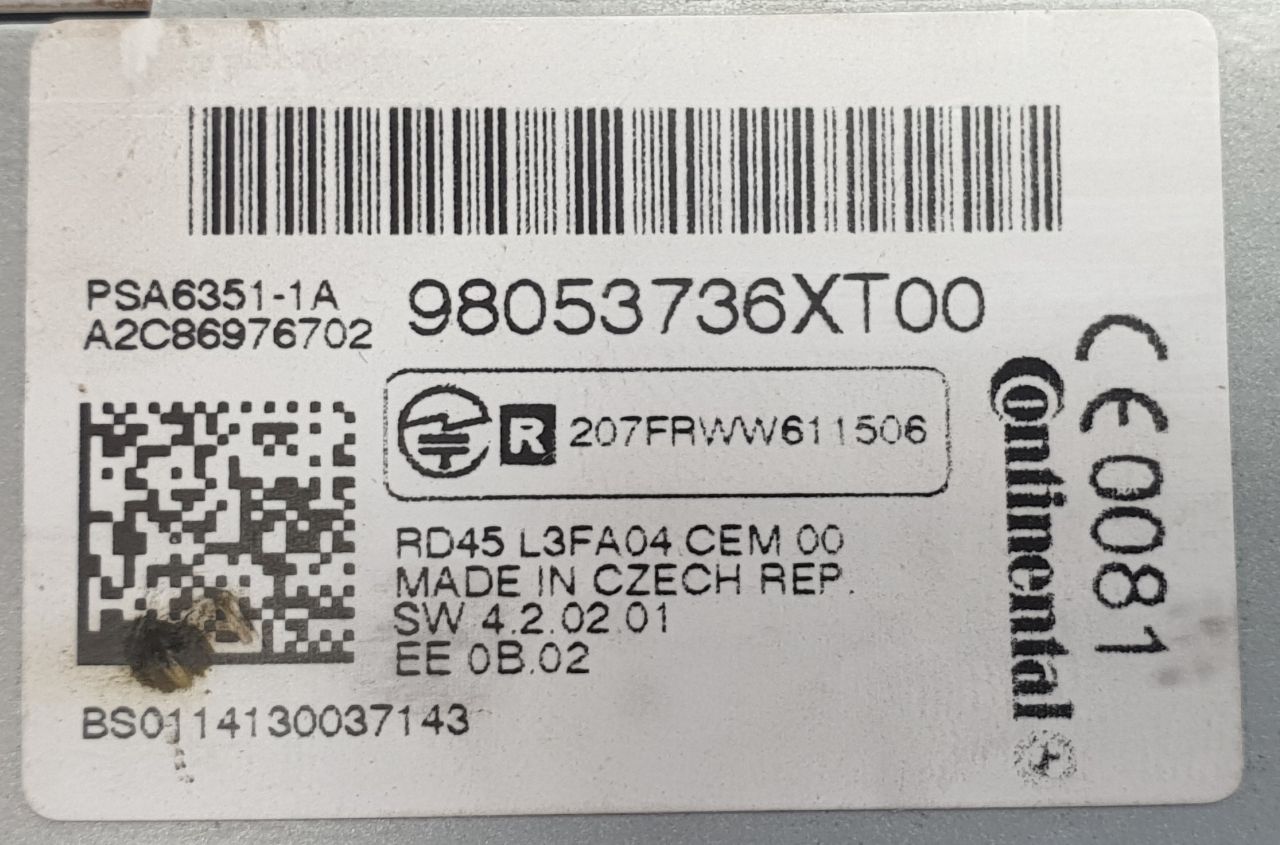 PSA6351-1A
A2C86976702
98053736XT00
R 207FRWW611506
RD45 L3FA04 CEM 00
MADE IN CZECH REP.
SW 4.2.02.01
EE 0B.02
BS0114130037143
Continental
CE 0081